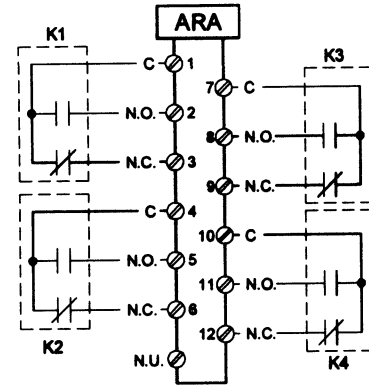 ARA
K1
K3
C 1
7 C
N.O. 2
8 N.O.
N.C. 3
9 N.C.
C 4
10 C
N.O. 5
11 N.O.
N.C. 6
12 N.C.
K2
K4
N.U.